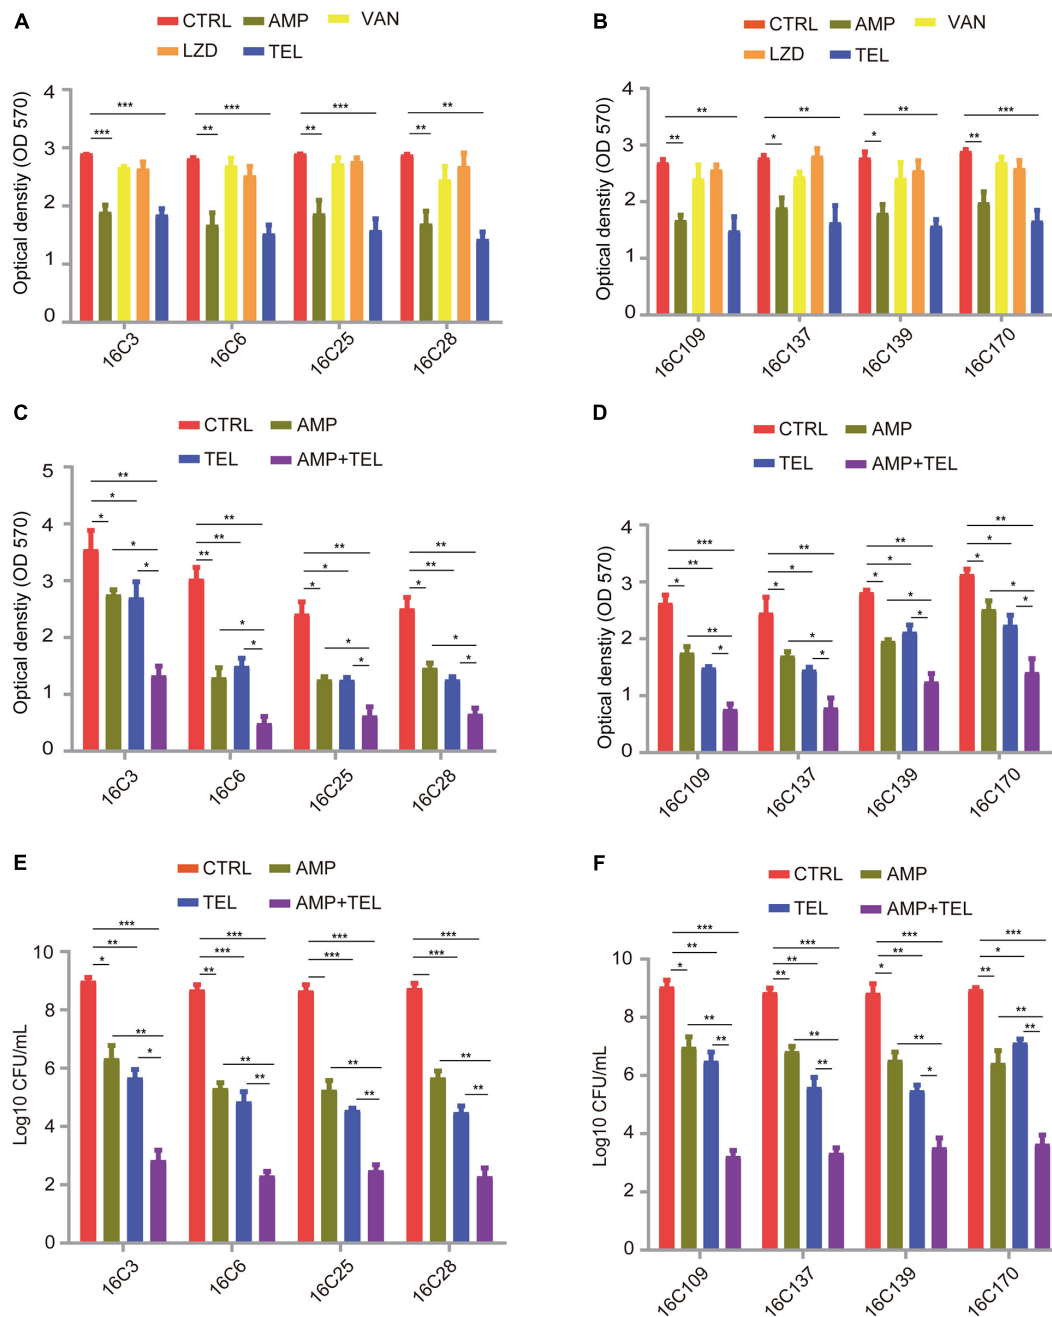 A
CTRL AMP VAN
LZD TEL
Optical denstiy (OD 570)
4
3
2
1
0
*** *** *** **
*** ** ** **
16C3 16C6 16C25 16C28
B
CTRL AMP VAN
LZD TEL
Optical denstiy (OD 570)
4
3
2
1
0
** ** ** ***
** * * **
16C109 16C137 16C139 16C170
C
CTRL AMP
TEL AMP+TEL
Optical denstiy (OD 570)
5
4
3
2
1
0
** ** ** **
* ** * **
* ** * *
* * * *
* * * *
16C3 16C6 16C25 16C28
D
CTRL AMP
TEL AMP+TEL
Optical denstiy (OD 570)
4
3
2
1
0
*** ** ** **
** * * *
* * * *
** * * *
* * * *
16C109 16C137 16C139 16C170
E
CTRL AMP
TEL AMP+TEL
Log10 CFU/mL
10
8
6
4
2
0
*** *** *** ***
** *** *** ***
* **
** ** ** **
* ** ** **
16C3 16C6 16C25 16C28
F
CTRL AMP
TEL AMP+TEL
Log10 CFU/mL
10
8
6
4
2
0
*** *** *** ***
** ** ** *
* ** * **
** ** ** **
** ** * **
16C109 16C137 16C139 16C170